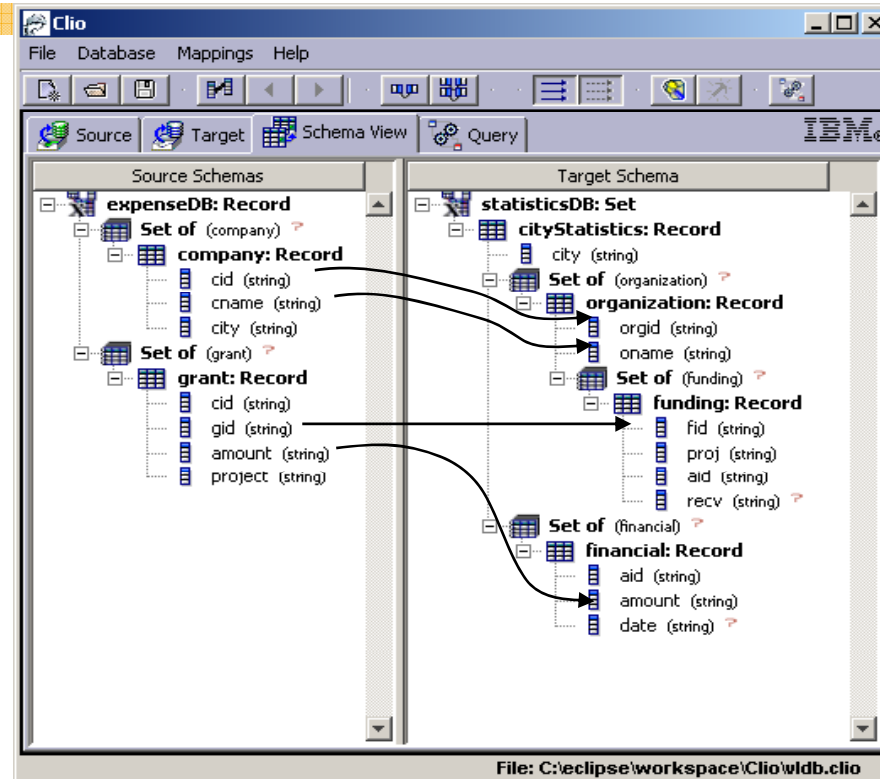 Clio
File Database Mappings Help
Source Target Schema View Query IBM
Source Schemas
expenseDB: Record
Set of (company) ?
company: Record
cid (string)
cname (string)
city (string)
Set of (grant) ?
grant: Record
cid (string)
gid (string)
amount (string)
project (string)
Target Schema
statisticsDB: Set
cityStatistics: Record
city (string)
Set of (organization) ?
organization: Record
orgid (string)
oname (string)
Set of (funding) ?
funding: Record
fid (string)
proj (string)
aid (string)
recv (string) ?
Set of (financial) ?
financial: Record
aid (string)
amount (string)
date (string) ?
File: C:\eclipse\workspace\Clio\wldb.clio